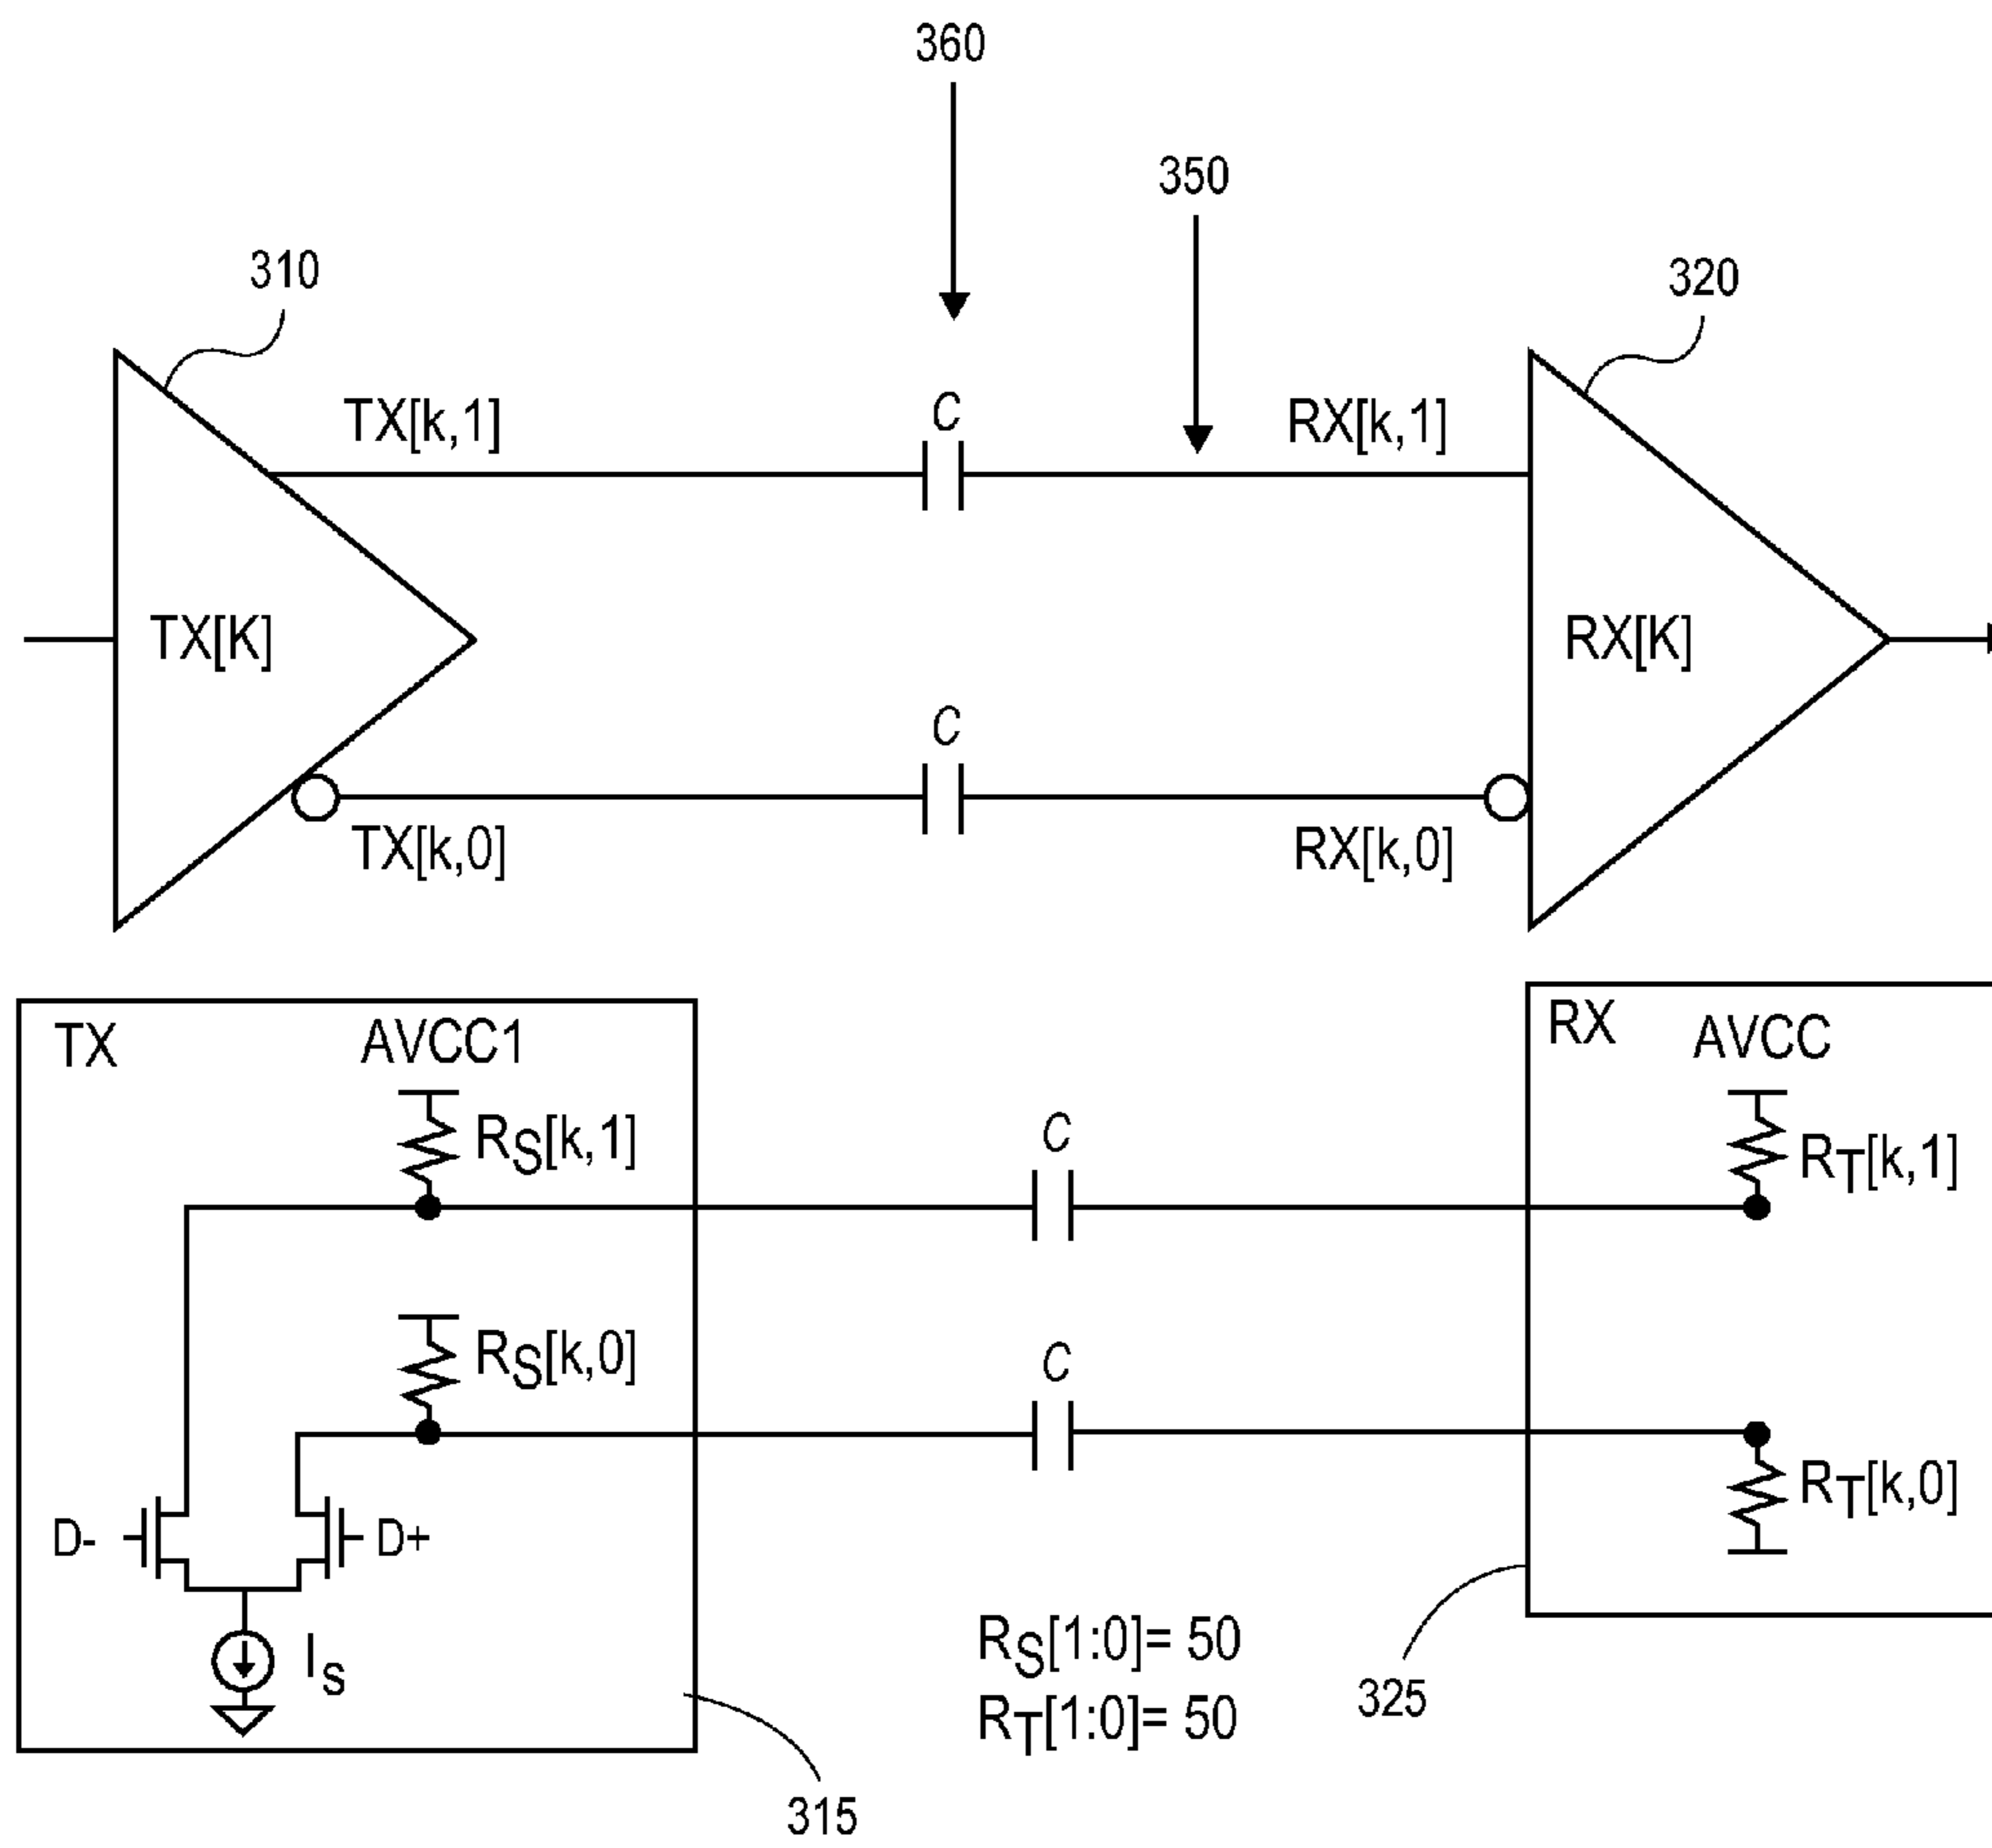 360
350
310
320
TX[k,1]
C
RX[k,1]
TX[K]
RX[K]
C
TX[k,0]
RX[k,0]
TX
AVCC1
RX
AVCC
RS[k,1]
C
RT[k,1]
RS[k,0]
C
RT[k,0]
D-
D+
IS
RS[1:0]= 50
RT[1:0]= 50
325
315